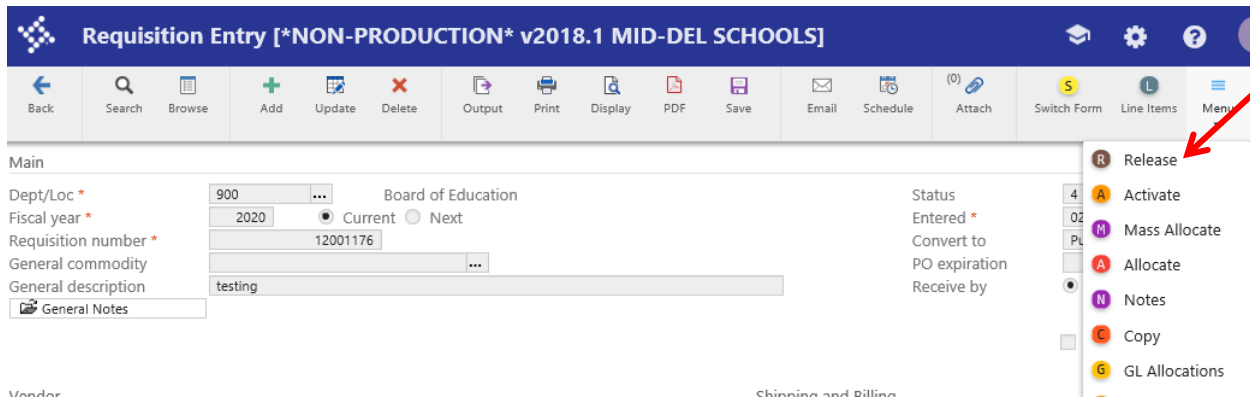 Requisition Entry [*NON-PRODUCTION* v2018.1 MID-DEL SCHOOLS]
?
Back Search Browse Add Update Delete Output Print Display PDF Save Email Schedule (0) Attach S Switch Form L Line Items Menu
Main
R Release
Dept/Loc * 900 ... Board of Education Status 4
A Activate
Fiscal year * 2020 Current Next Entered * 02
M Mass Allocate
Requisition number * 12001176 Convert to
General commodity ... PO expiration
A Allocate
General description testing Receive by
N Notes
General Notes
C Copy
G GL Allocations
Vendor Shipping and Billing